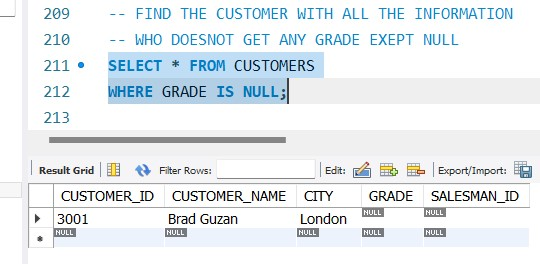 209 -- FIND THE CUSTOMER WITH ALL THE INFORMATION
210 -- WHO DOESNOT GET ANY GRADE EXEPT NULL
211 SELECT * FROM CUSTOMERS
212 WHERE GRADE IS NULL;
213
Result Grid Filter Rows: Edit: Export/Import:
CUSTOMER_ID CUSTOMER_NAME CITY GRADE SALESMAN_ID
3001 Brad Guzan London NULL NULL
NULL NULL NULL NULL NULL